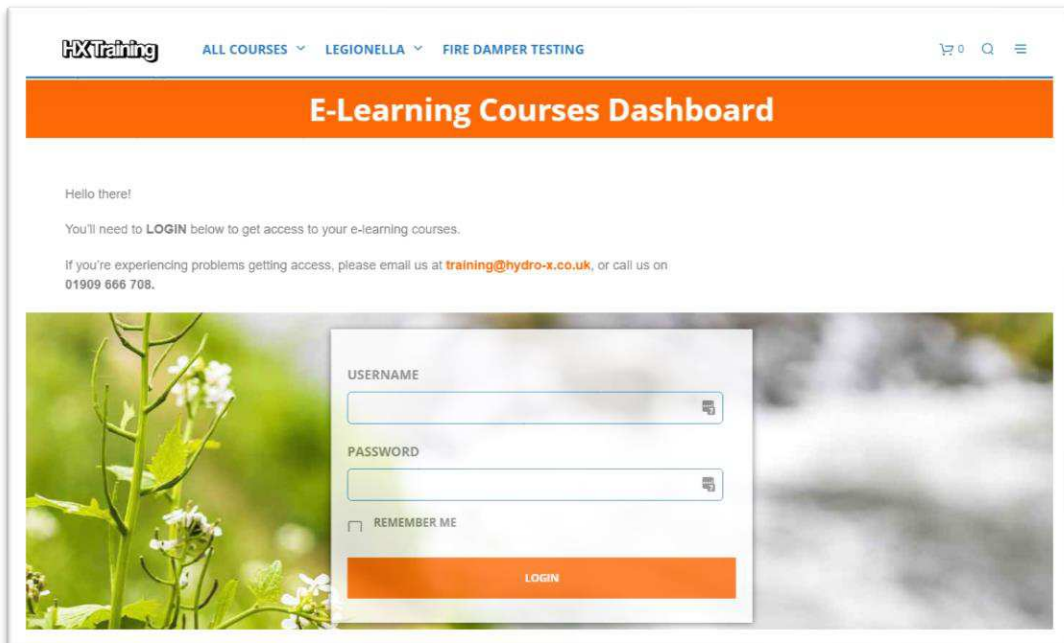 HXTraining ALL COURSES LEGIONELLA FIRE DAMPER TESTING 0
E-Learning Courses Dashboard
Hello there!
You'll need to LOGIN below to get access to your e-learning courses.
If you're experiencing problems getting access, please email us at training@hydro-x.co.uk, or call us on
01909 666 708.
USERNAME
PASSWORD
REMEMBER ME
LOGIN